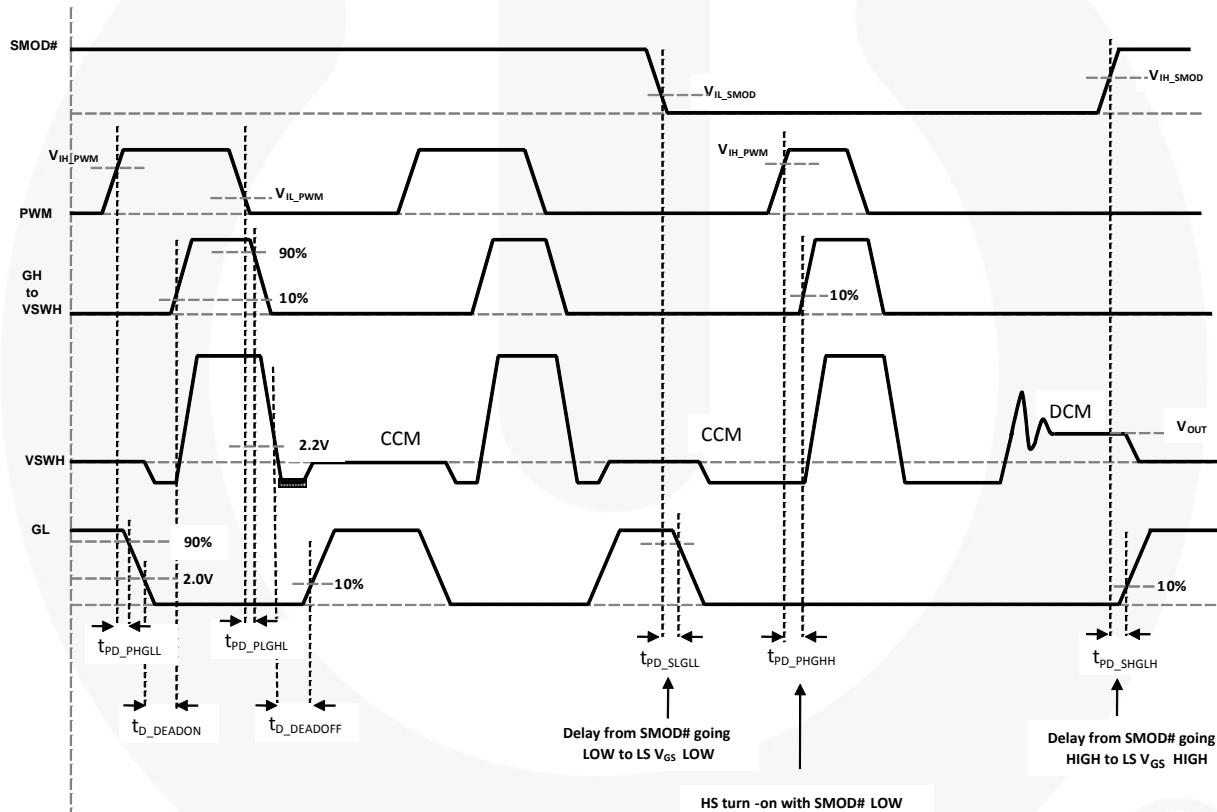 SMOD#
V_IL_SMOD
V_IH_SMOD
V_IH_PWM
V_IH_PWM
V_IL_PWM
PWM
90%
GH
to
VSWH
10%
10%
DCM
V_OUT
CCM
CCM
2.2V
VSWH
GL
90%
2.0V
10%
10%
t_PD_PHGLL
t_PD_PLGHL
t_PD_SLGLL
t_PD_PHGHH
t_PD_SHGLH
t_D_DEADON
t_D_DEADOFF
Delay from SMOD# going
LOW to LS V_GS LOW
Delay from SMOD# going
HIGH to LS V_GS HIGH
HS turn -on with SMOD# LOW